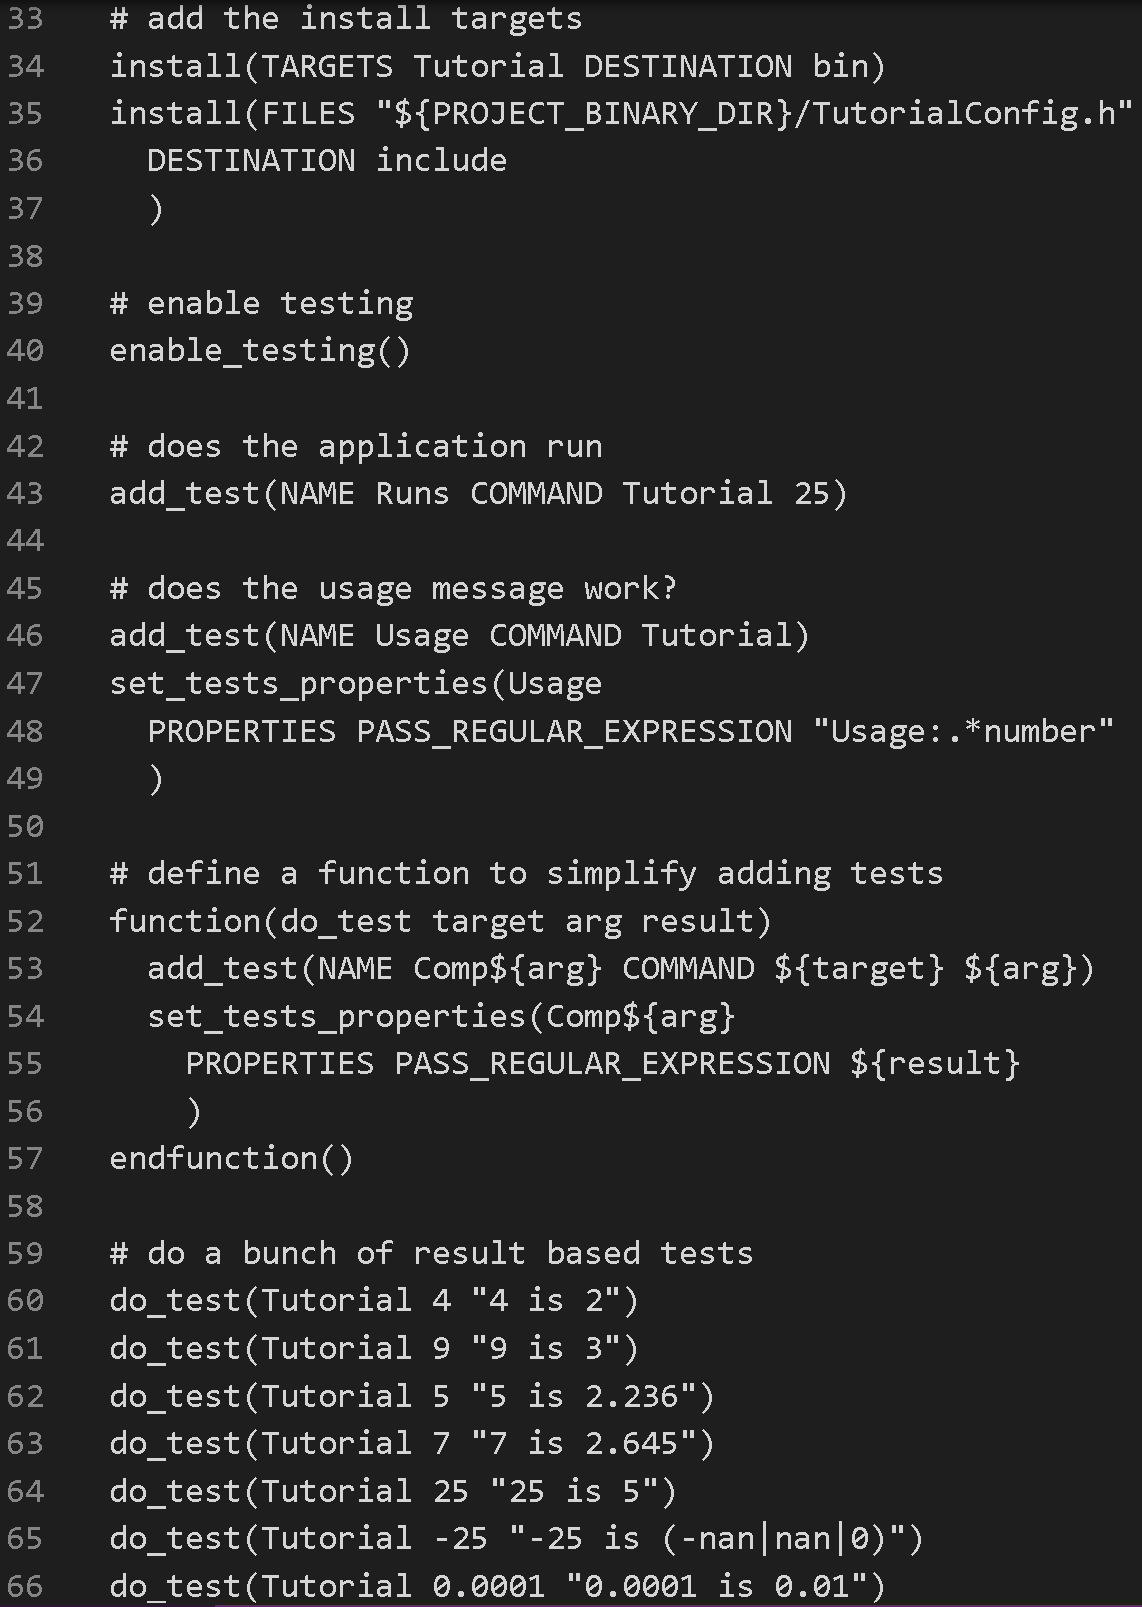 33 # add the install targets
34 install(TARGETS Tutorial DESTINATION bin)
35 install(FILES "${PROJECT_BINARY_DIR}/TutorialConfig.h"
36   DESTINATION include
37   )
38
39 # enable testing
40 enable_testing()
41
42 # does the application run
43 add_test(NAME Runs COMMAND Tutorial 25)
44
45 # does the usage message work?
46 add_test(NAME Usage COMMAND Tutorial)
47 set_tests_properties(Usage
48   PROPERTIES PASS_REGULAR_EXPRESSION "Usage:.*number"
49   )
50
51 # define a function to simplify adding tests
52 function(do_test target arg result)
53   add_test(NAME Comp${arg} COMMAND ${target} ${arg})
54   set_tests_properties(Comp${arg}
55     PROPERTIES PASS_REGULAR_EXPRESSION ${result}
56     )
57 endfunction()
58
59 # do a bunch of result based tests
60 do_test(Tutorial 4 "4 is 2")
61 do_test(Tutorial 9 "9 is 3")
62 do_test(Tutorial 5 "5 is 2.236")
63 do_test(Tutorial 7 "7 is 2.645")
64 do_test(Tutorial 25 "25 is 5")
65 do_test(Tutorial -25 "-25 is (-nan|nan|0)")
66 do_test(Tutorial 0.0001 "0.0001 is 0.01")